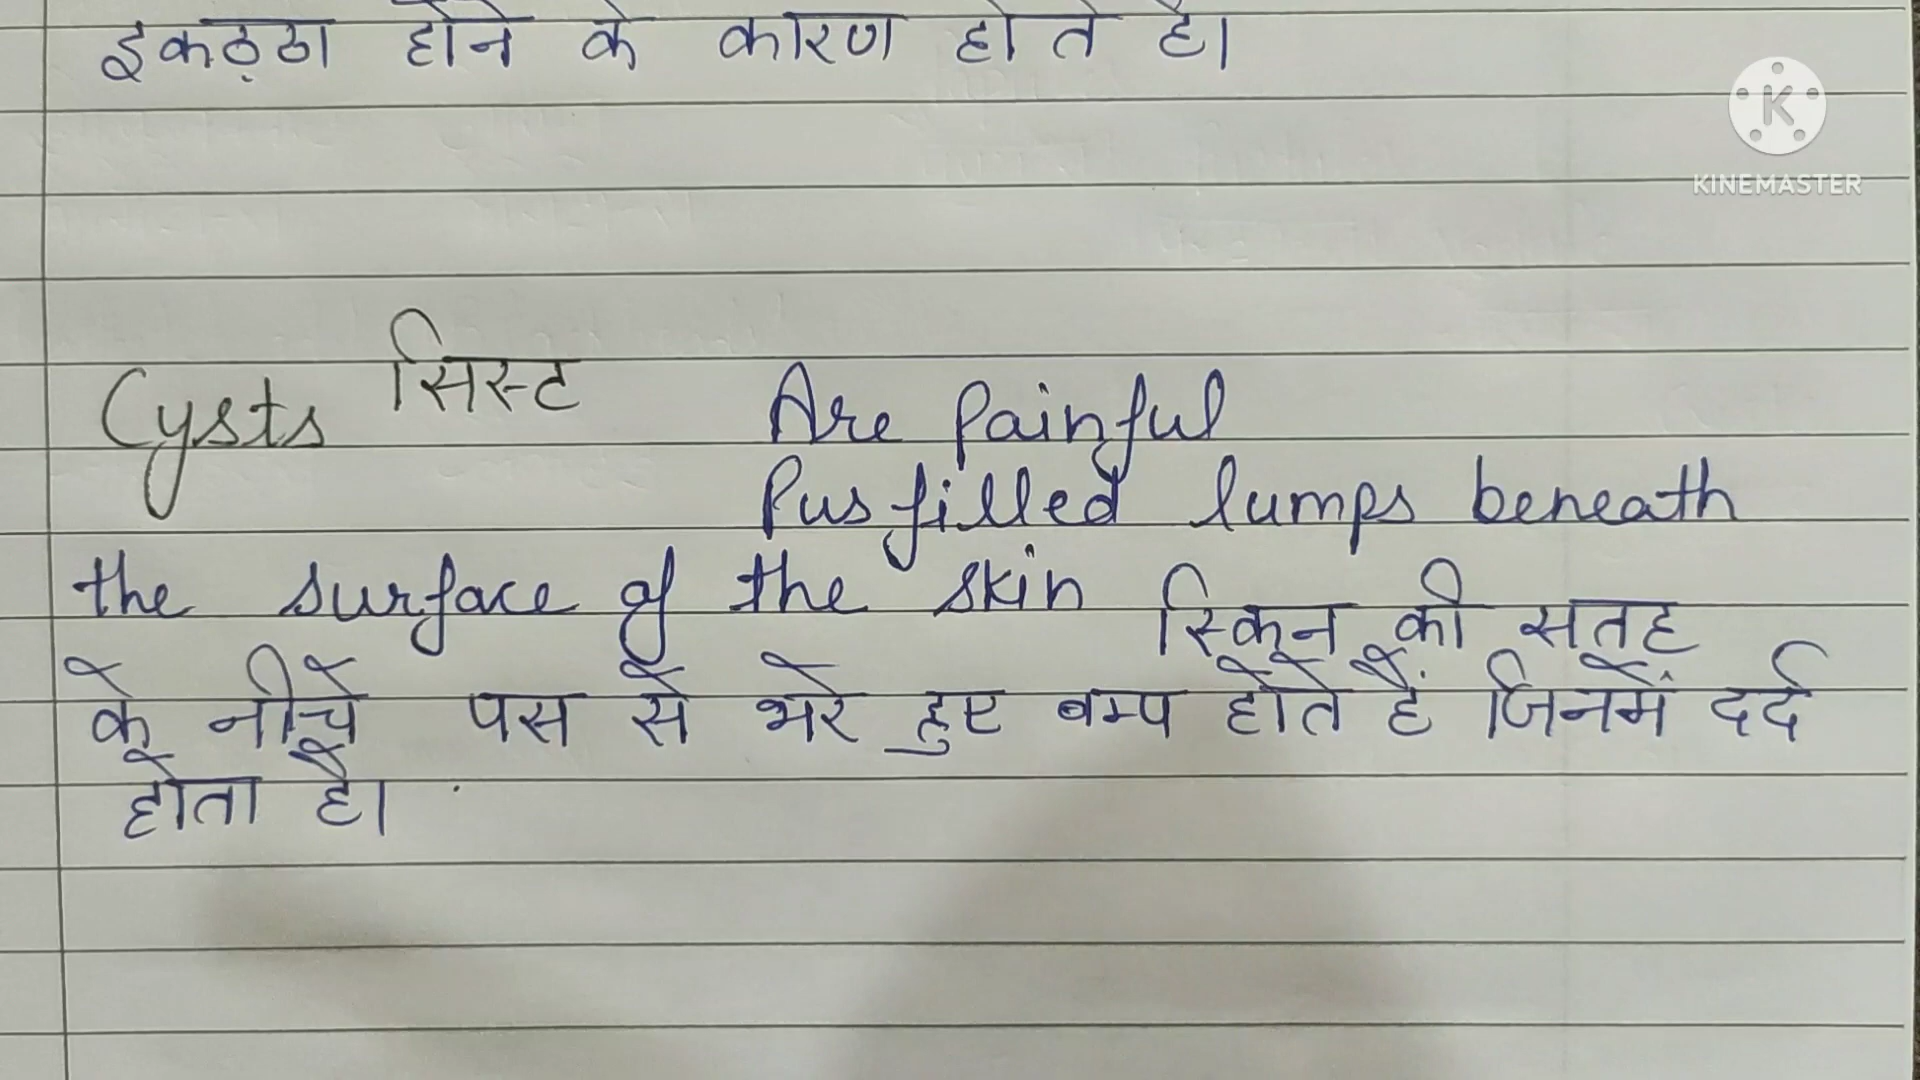 इकठ्ठा होने के कारण होते है।
KINEMASTER
Cysts सिस्ट Are Painful
Pus filled lumps beneath
the surface of the skin स्किन की सतह
के नीचे पस से भरे हुए बम्प होते हैं जिनमें दर्द
होता है।